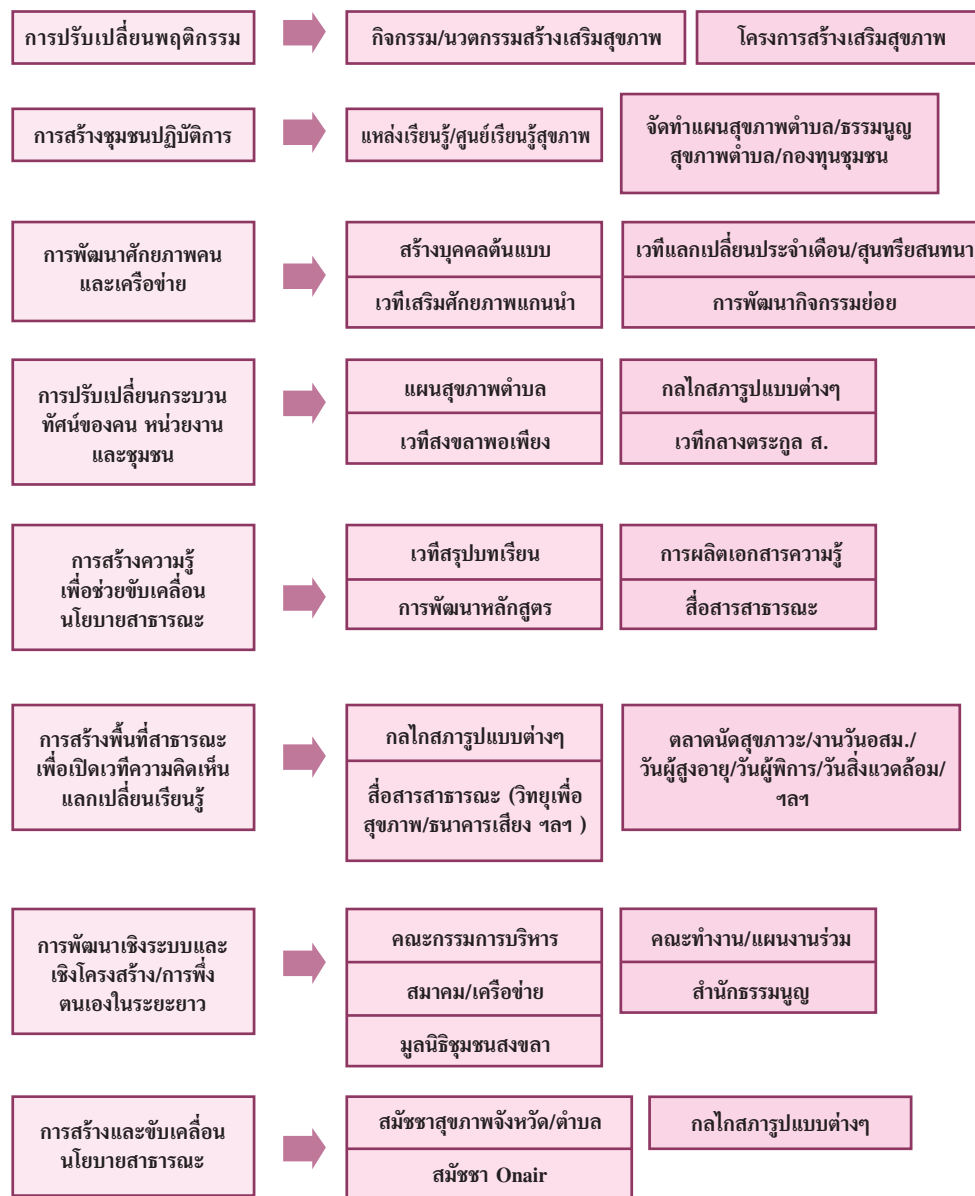 การปรับเปลี่ยนพฤติกรรม
กิจกรรม/นวตกรรมสร้างเสริมสุขภาพ
โครงการสร้างเสริมสุขภาพ
การสร้างชุมชนปฏิบัติการ
แหล่งเรียนรู้/ศูนย์เรียนรู้สุขภาพ
จัดทำแผนสุขภาพตำบล/ธรรมนูญ
สุขภาพตำบล/กองทุนชุมชน
การพัฒนาศักยภาพคน
และเครือข่าย
สร้างบุคคลต้นแบบ
เวทีแลกเปลี่ยนประจำเดือน/สุนทรียสนทนา
เวทีเสริมศักยภาพแกนนำ
การพัฒนากิจกรรมย่อย
การปรับเปลี่ยนกระบวน
ทัศน์ของคน หน่วยงาน
และชุมชน
แผนสุขภาพตำบล
กลไกสภารูปแบบต่างๆ
เวทีสงขลาพอเพียง
เวทีกลางตระกูล ส.
การสร้างความรู้
เพื่อช่วยขับเคลื่อน
นโยบายสาธารณะ
เวทีสรุปบทเรียน
การผลิตเอกสารความรู้
การพัฒนาหลักสูตร
สื่อสารสาธารณะ
การสร้างพื้นที่สาธารณะ
เพื่อเปิดเวทีความคิดเห็น
แลกเปลี่ยนเรียนรู้
กลไกสภารูปแบบต่างๆ
สื่อสารสาธารณะ (วิทยุเพื่อ
สุขภาพ/ธนาคารเสียง ฯลฯ )
ตลาดนัดสุขภาวะ/งานวันอสม./
วันผู้สูงอายุ/วันผู้พิการ/วันสิ่งแวดล้อม/
ฯลฯ
การพัฒนาเชิงระบบและ
เชิงโครงสร้าง/การพึ่ง
ตนเองในระยะยาว
คณะกรรมการบริหาร
คณะทำงาน/แผนงานร่วม
สมาคม/เครือข่าย
สำนักธรรมนูญ
มูลนิธิชุมชนสงขลา
การสร้างและขับเคลื่อน
นโยบายสาธารณะ
สมัชชาสุขภาพจังหวัด/ตำบล
กลไกสภารูปแบบต่างๆ
สมัชชา Onair